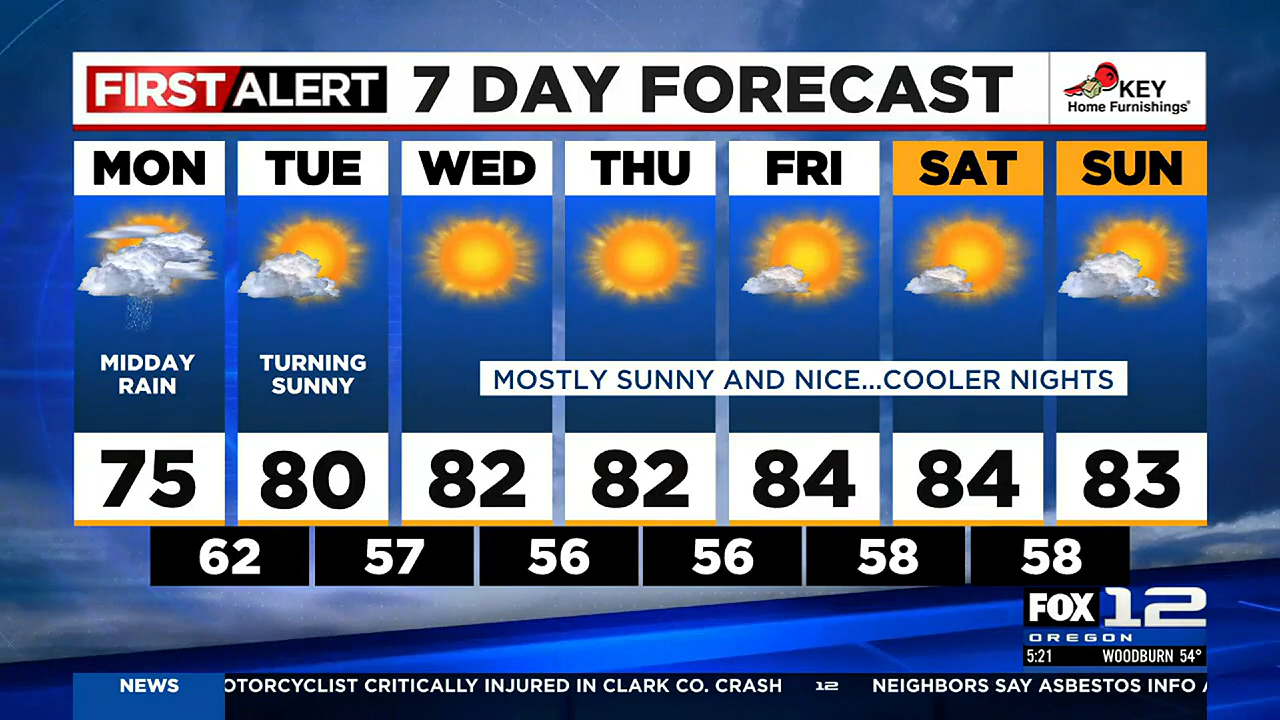 FIRST ALERT 7 DAY FORECAST
KEY
Home Furnishings®
MON TUE WED THU FRI SAT SUN
MIDDAY RAIN
TURNING SUNNY
MOSTLY SUNNY AND NICE...COOLER NIGHTS
75 80 82 82 84 84 83
62 57 56 56 58 58
FOX 12
OREGON
5:21 WOODBURN 54°
NEWS OTORCYCLIST CRITICALLY INJURED IN CLARK CO. CRASH 12 NEIGHBORS SAY ASBESTOS INFO